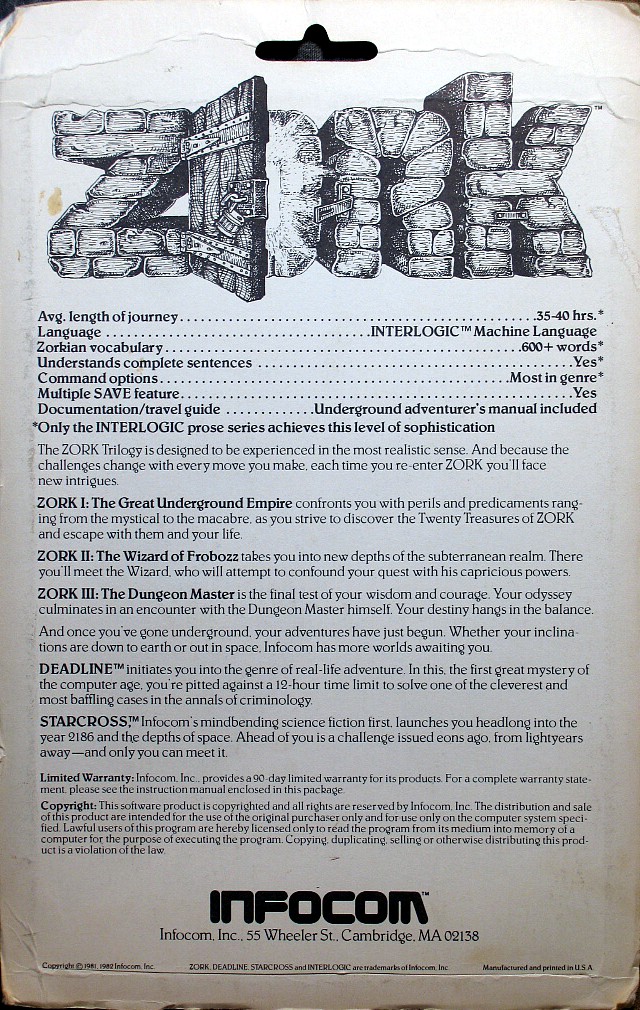 ZORK™
Avg. length of journey..............................................35-40 hrs.*
Language ....................................INTERLOGIC™ Machine Language
Zorkian vocabulary................................................600+ words*
Understands complete sentences ..............................................Yes*
Command options................................................Most in genre*
Multiple SAVE feature.......................................................Yes
Documentation/travel guide ............Underground adventurer's manual included
*Only the INTERLOGIC prose series achieves this level of sophistication
The ZORK Trilogy is designed to be experienced in the most realistic sense. And because the
challenges change with every move you make, each time you re-enter ZORK you'll face
new intrigues.
ZORK I: The Great Underground Empire confronts you with perils and predicaments rang-
ing from the mystical to the macabre, as you strive to discover the Twenty Treasures of ZORK
and escape with them and your life.
ZORK II: The Wizard of Frobozz takes you into new depths of the subterranean realm. There
you'll meet the Wizard, who will attempt to confound your quest with his capricious powers.
ZORK III: The Dungeon Master is the final test of your wisdom and courage. Your odyssey
culminates in an encounter with the Dungeon Master himself. Your destiny hangs in the balance.
And once you've gone underground, your adventures have just begun. Whether your inclina-
tions are down to earth or out in space, Infocom has more worlds awaiting you.
DEADLINE™ initiates you into the genre of real-life adventure. In this, the first great mystery of
the computer age, you're pitted against a 12-hour time limit to solve one of the cleverest and
most baffling cases in the annals of criminology.
STARCROSS,™ Infocom's mindbending science fiction first, launches you headlong into the
year 2186 and the depths of space. Ahead of you is a challenge issued eons ago, from lightyears
away—and only you can meet it.
Limited Warranty: Infocom, Inc., provides a 90-day limited warranty for its products. For a complete warranty state-
ment, please see the instruction manual enclosed in this package.
Copyright: This software product is copyrighted and all rights are reserved by Infocom, Inc. The distribution and sale
of this product are intended for the use of the original purchaser only and for use only on the computer system speci-
fied. Lawful users of this program are hereby licensed only to read the program from its medium into memory of a
computer for the purpose of executing the program. Copying, duplicating, selling or otherwise distributing this prod-
uct is a violation of the law.
INFOCOM™
Infocom, Inc., 55 Wheeler St., Cambridge, MA 02138
Copyright © 1981, 1982 Infocom, Inc. ZORK, DEADLINE, STARCROSS and INTERLOGIC are trademarks of Infocom, Inc. Manufactured and printed in U.S.A.